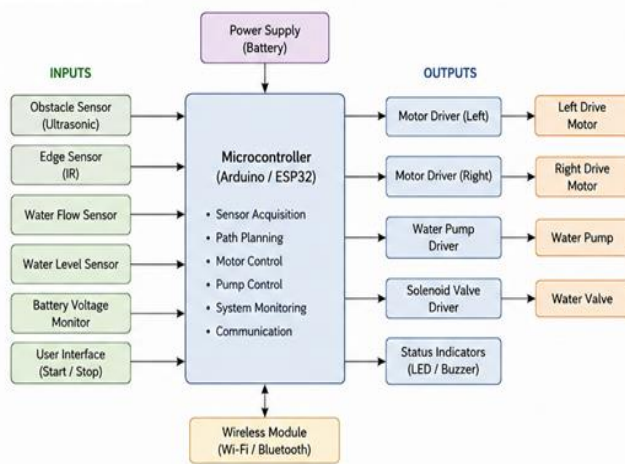 Power Supply
(Battery)
INPUTS
OUTPUTS
Obstacle Sensor
(Ultrasonic)
Edge Sensor
(IR)
Water Flow Sensor
Water Level Sensor
Battery Voltage
Monitor
User Interface
(Start / Stop)
Microcontroller
(Arduino / ESP32)
• Sensor Acquisition
• Path Planning
• Motor Control
• Pump Control
• System Monitoring
• Communication
Motor Driver (Left)
Left Drive
Motor
Motor Driver (Right)
Right Drive
Motor
Water Pump
Driver
Water Pump
Solenoid Valve
Driver
Water Valve
Status Indicators
(LED / Buzzer)
Wireless Module
(Wi-Fi / Bluetooth)